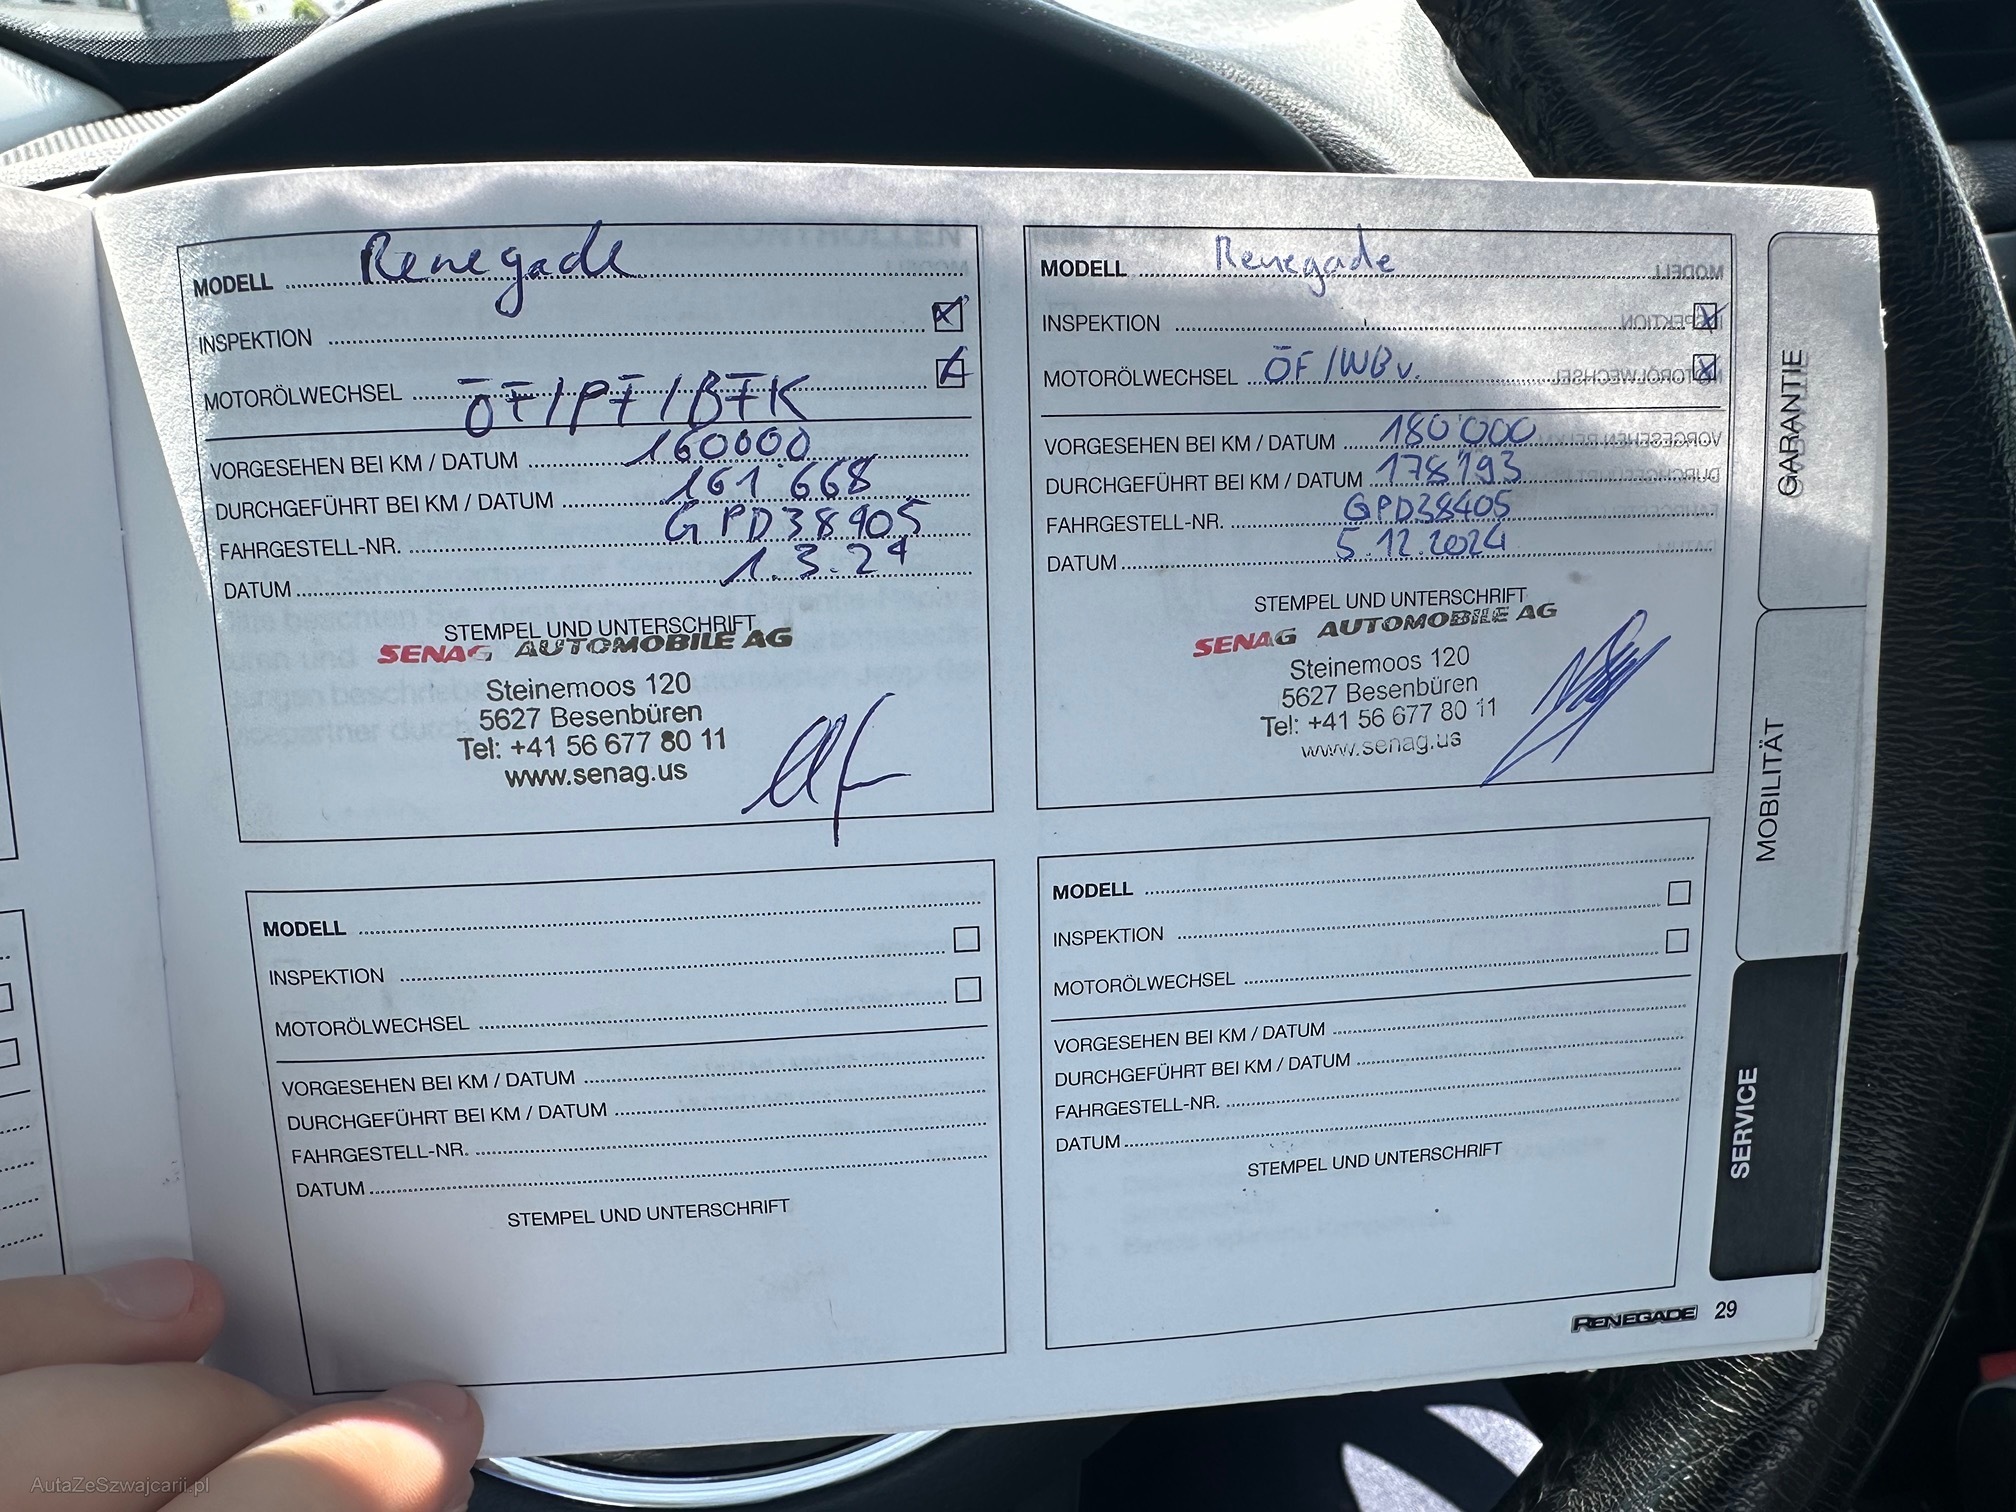 MODELL Renegade
INSPEKTION
MOTORÖLWECHSEL ÖF/PF/BFK
VORGESEHEN BEI KM / DATUM 160000
DURCHGEFÜHRT BEI KM / DATUM 161'668
FAHRGESTELL-NR. GPD38405
DATUM 1.3.24
STEMPEL UND UNTERSCHRIFT
SENAG AUTOMOBILE AG
Steinemoos 120
5627 Besenbüren
Tel: +41 56 677 80 11
www.senag.us
MODELL Renegade
INSPEKTION
MOTORÖLWECHSEL ÖF/WBv.
VORGESEHEN BEI KM / DATUM 180'000
DURCHGEFÜHRT BEI KM / DATUM 178'193
FAHRGESTELL-NR. GPD38405
DATUM 5.12.2024
STEMPEL UND UNTERSCHRIFT
SENAG AUTOMOBILE AG
Steinemoos 120
5627 Besenbüren
Tel: +41 56 677 80 11
www.senag.us
MODELL
INSPEKTION
MOTORÖLWECHSEL
VORGESEHEN BEI KM / DATUM
DURCHGEFÜHRT BEI KM / DATUM
FAHRGESTELL-NR.
DATUM
STEMPEL UND UNTERSCHRIFT
MODELL
INSPEKTION
MOTORÖLWECHSEL
VORGESEHEN BEI KM / DATUM
DURCHGEFÜHRT BEI KM / DATUM
FAHRGESTELL-NR.
DATUM
STEMPEL UND UNTERSCHRIFT
GARANTIE
MOBILITÄT
SERVICE
RENEGADE 29
AutaZeSzwajcarii.pl